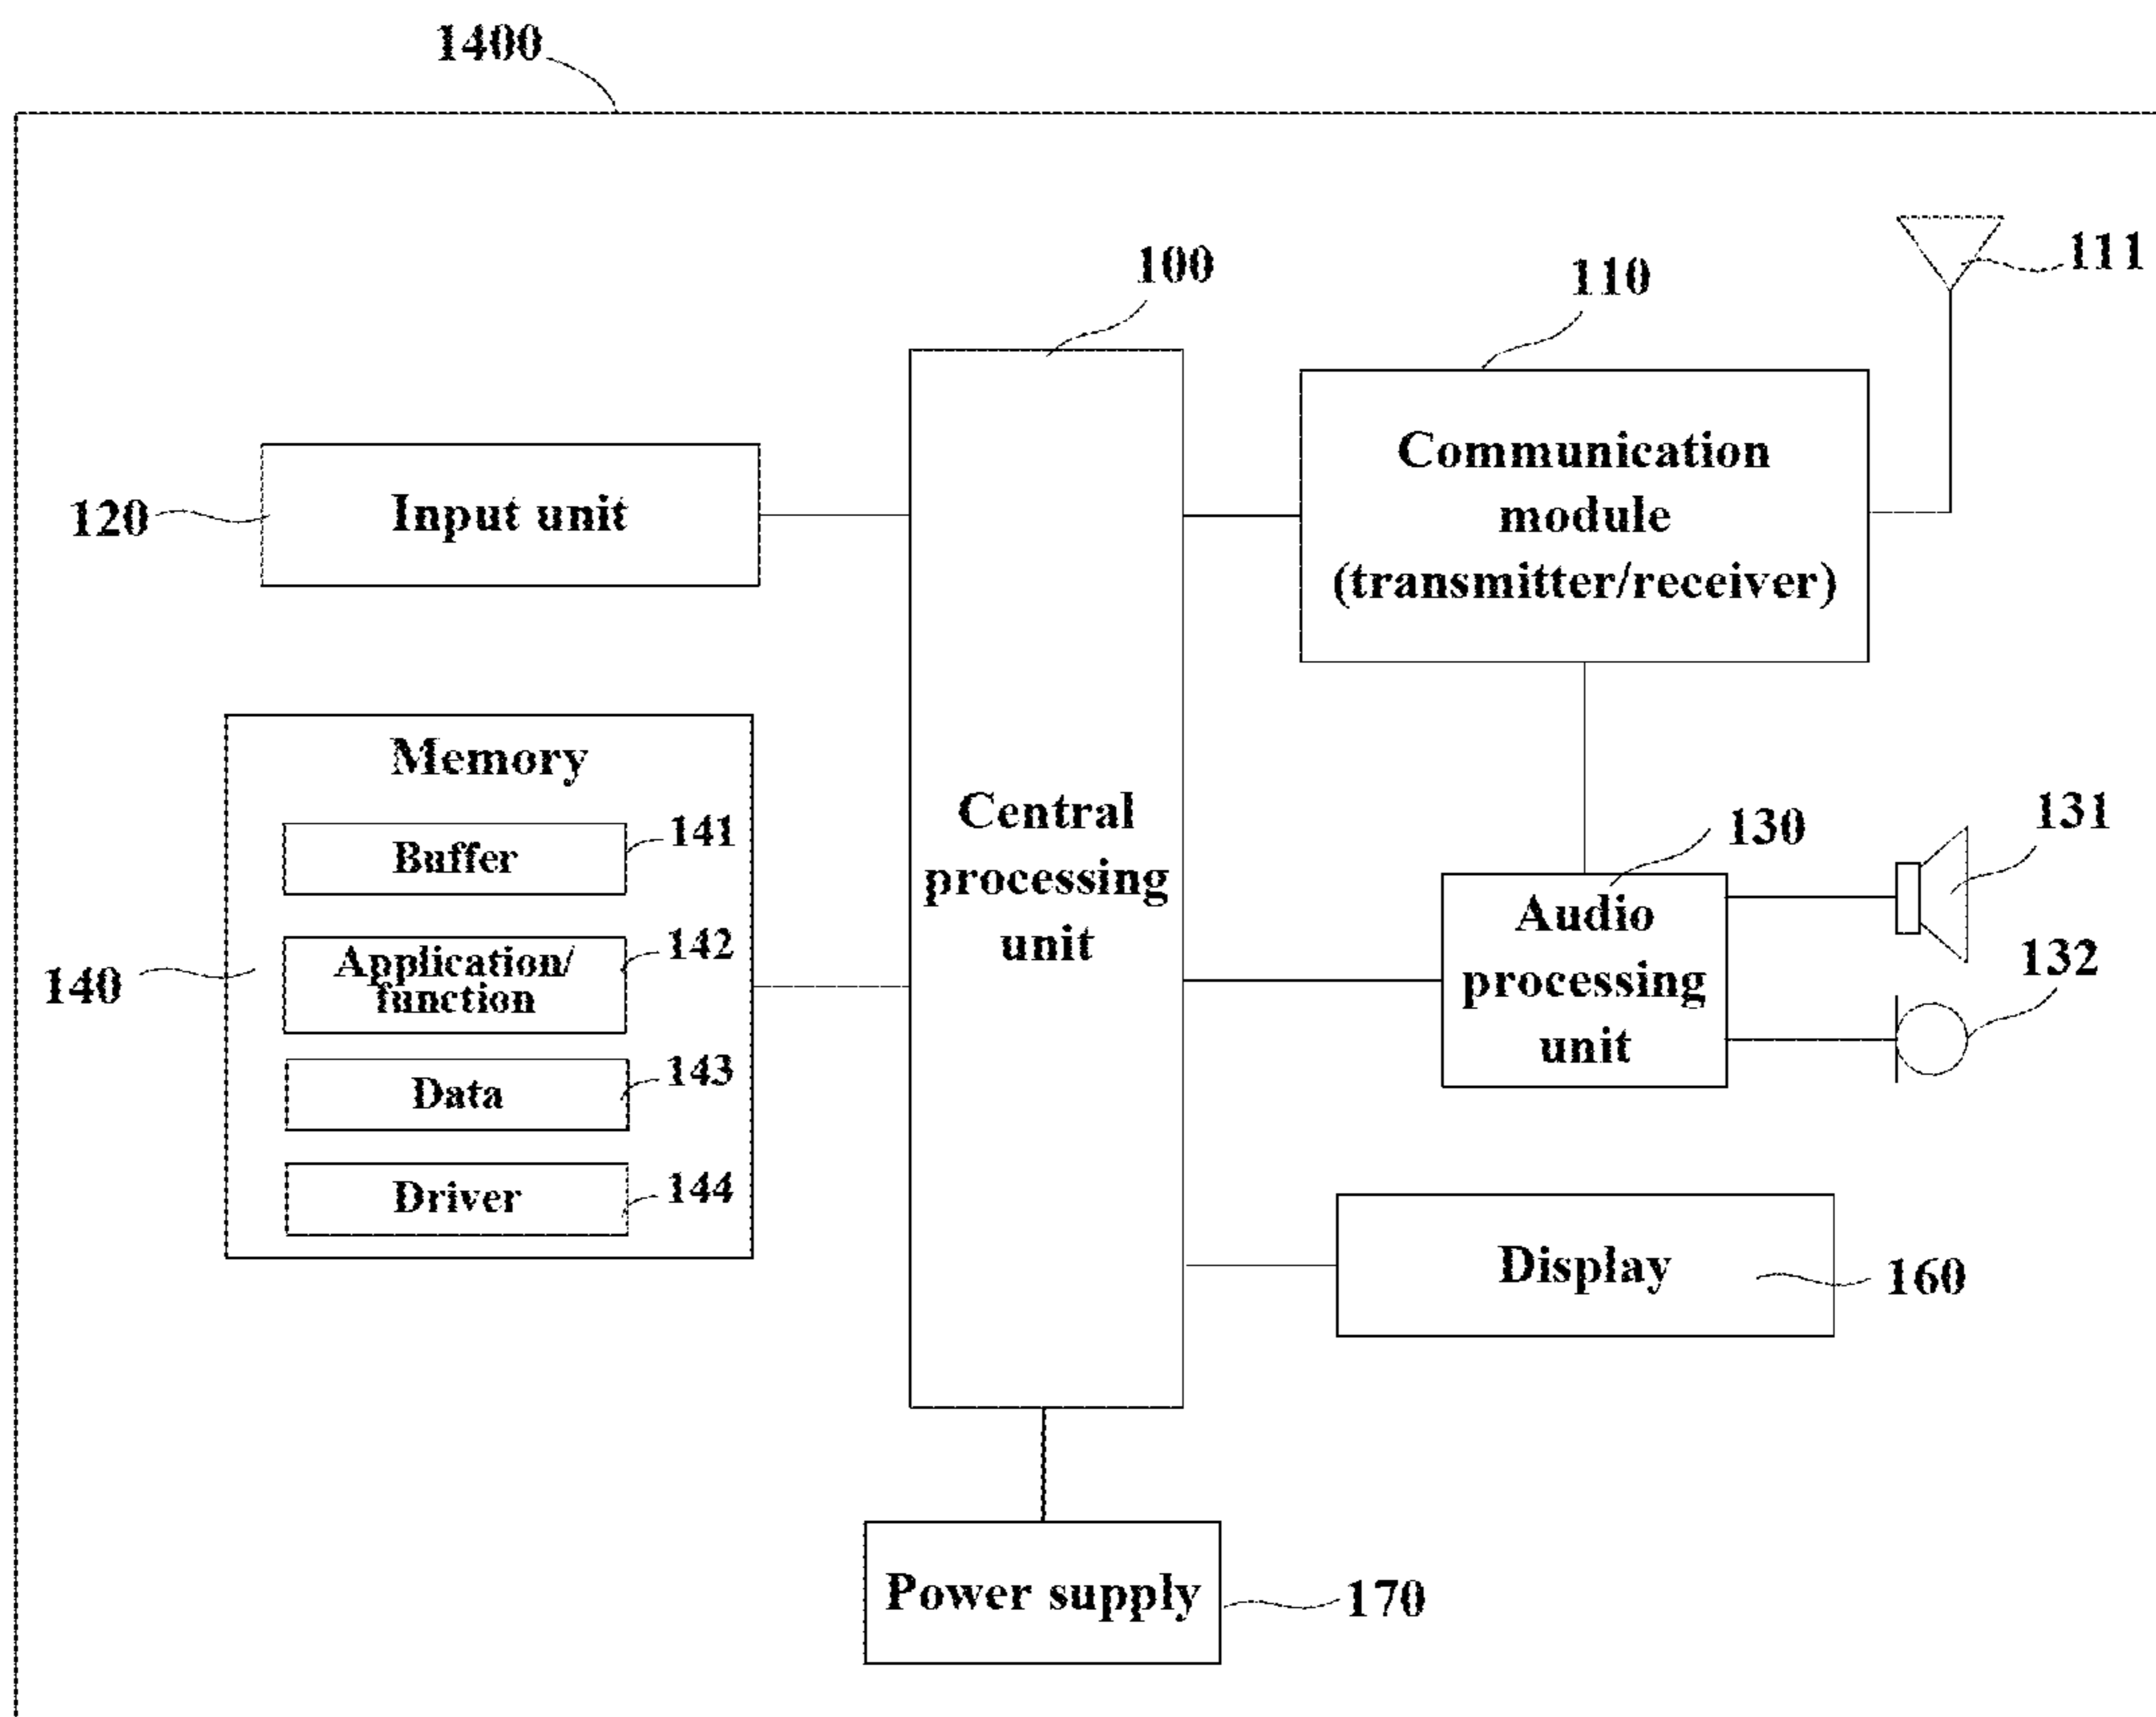 1400
100
110
111
Communication
module
(transmitter/receiver)
120
Input unit
Memory
Buffer
141
Application/
function
142
Data
143
Driver
144
140
Central
processing
unit
130
Audio
processing
unit
131
132
Display
160
Power supply
170